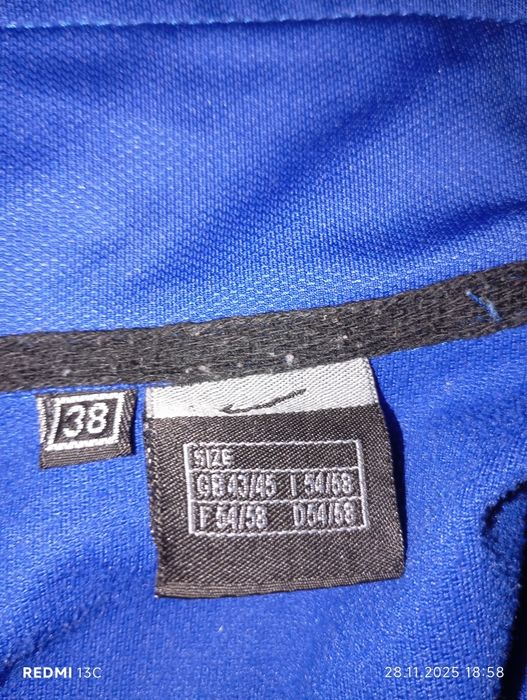 38
SIZE
GB 43/45 I 54/58
F 54/58 D 54/58
REDMI 13C
28.11.2025 18:58